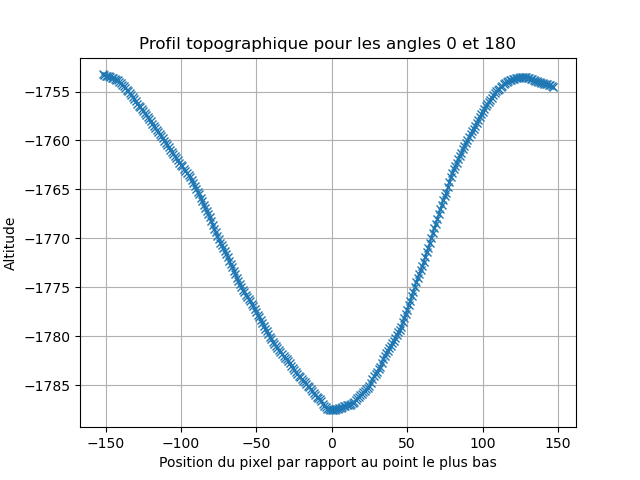 Profil topographique pour les angles 0 et 180
Altitude
−1755
−1760
−1765
−1770
−1775
−1780
−1785
−150 −100 −50 0 50 100 150
Position du pixel par rapport au point le plus bas